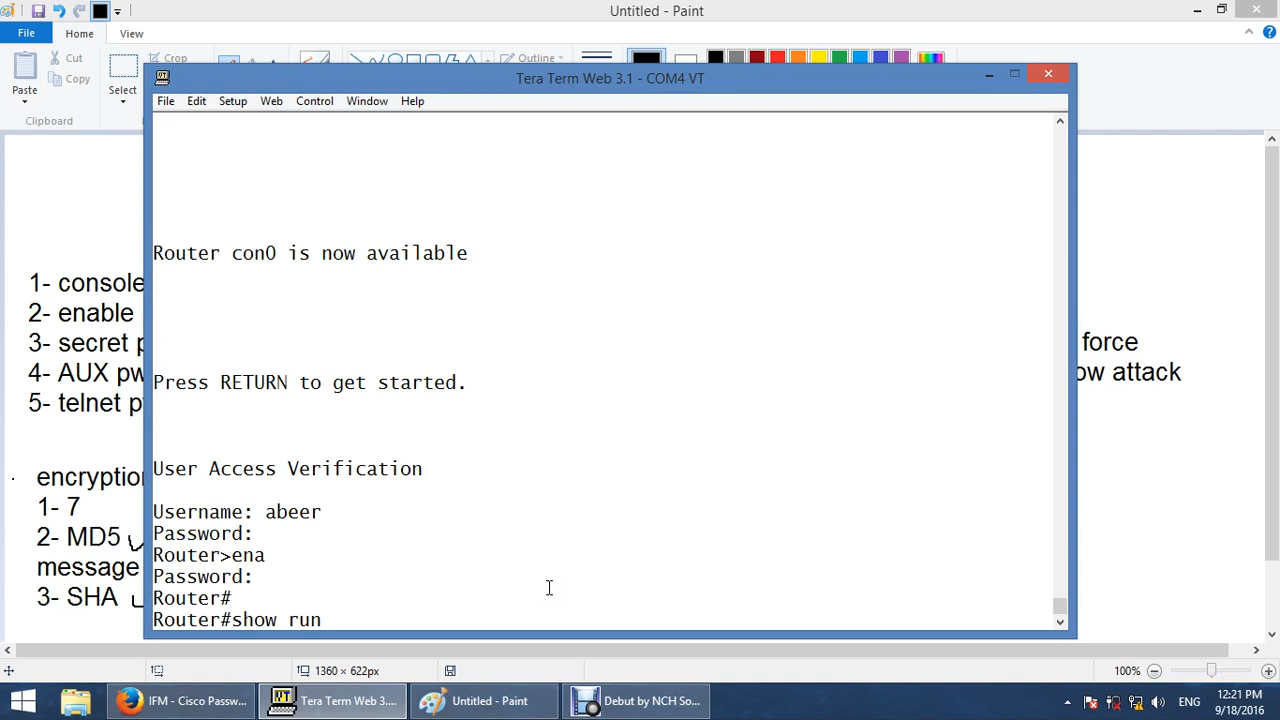 Untitled - Paint
File
Home
View
Cut
Copy
Paste
Crop
Select
Outline
Clipboard
Tera Term Web 3.1 - COM4 VT
File Edit Setup Web Control Window Help
Router con0 is now available
Press RETURN to get started.
User Access Verification
Username: abeer
Password:
Router>ena
Password:
Router#
Router#show run
1- console
2- enable
3- secret p
4- AUX pw
5- telnet p
force
ow attack
encryption
1- 7
2- MD5
message
3- SHA
1360 × 622px
100%
IFM - Cisco Passw...
Tera Term Web 3....
Untitled - Paint
Debut by NCH So...
ENG
12:21 PM
9/18/2016